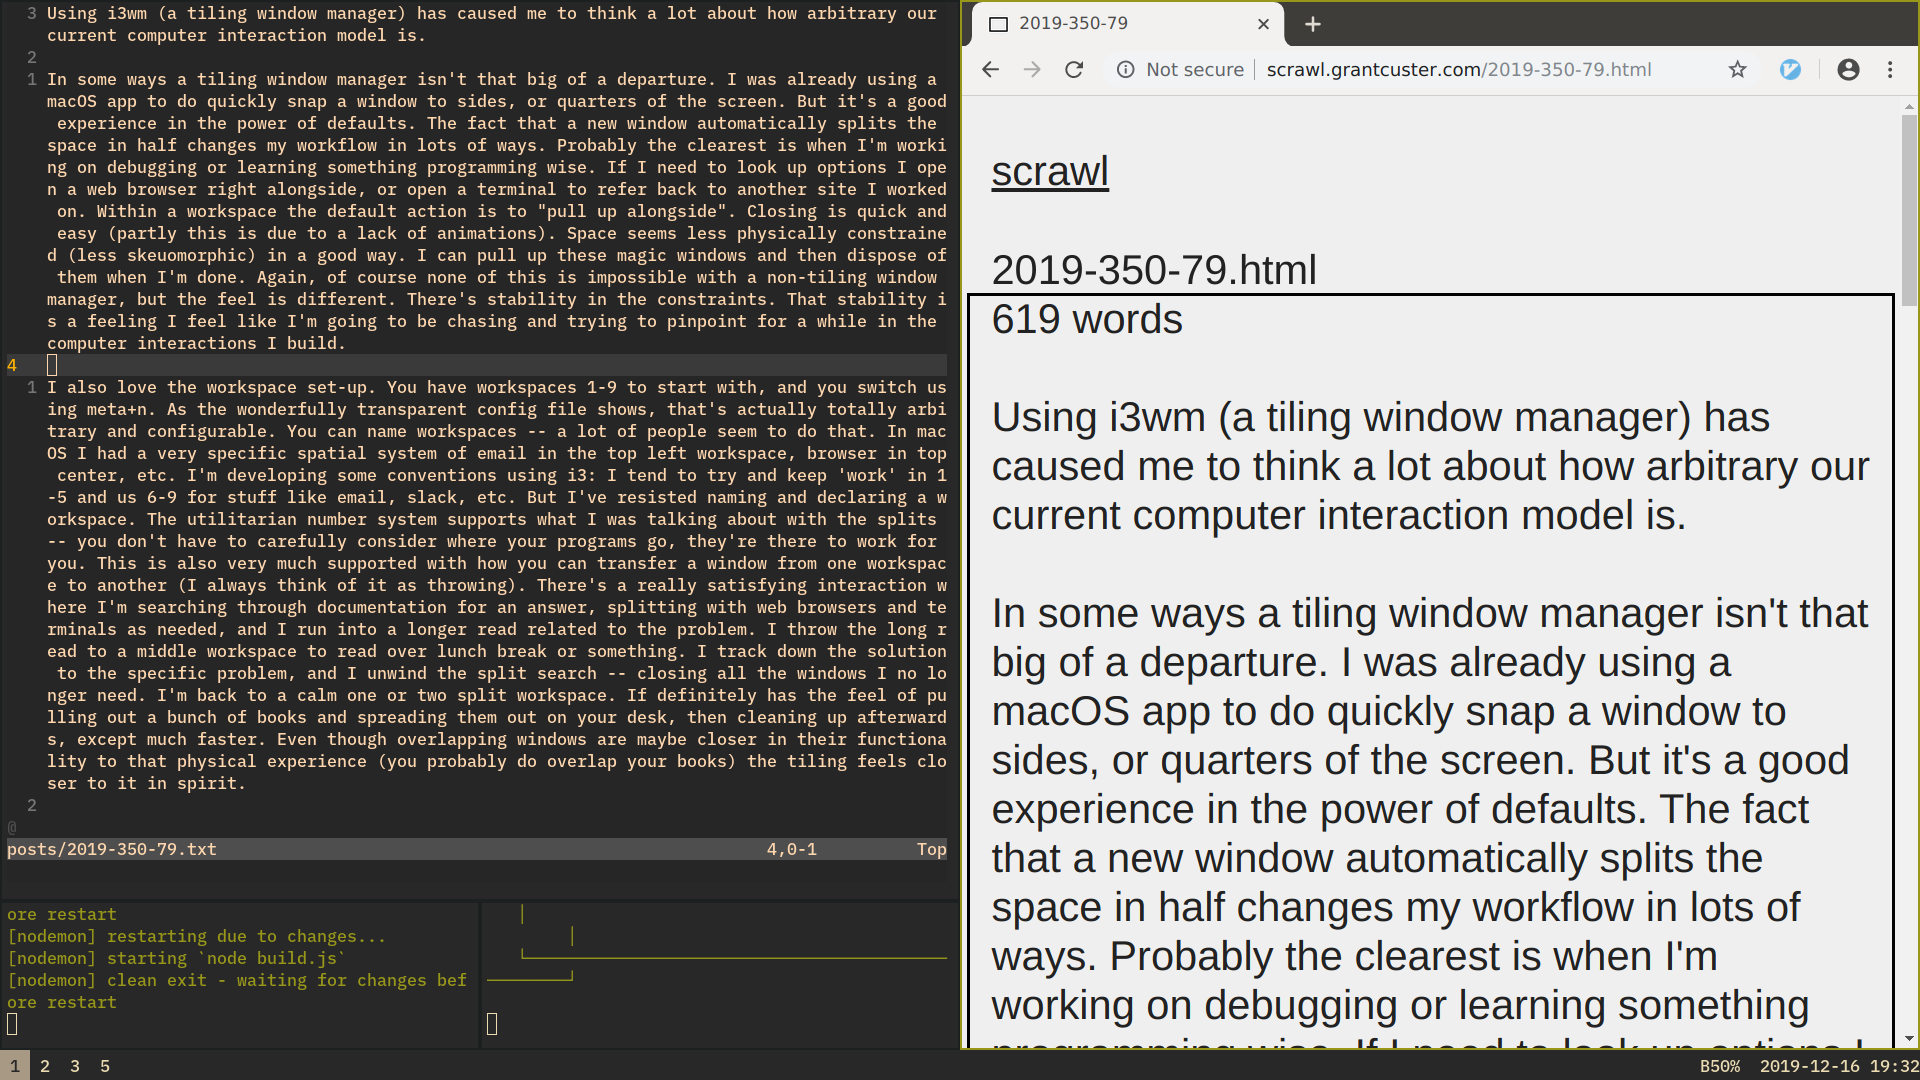 3 Using i3wm (a tiling window manager) has caused me to think a lot about how arbitrary our
current computer interaction model is.
2
1 In some ways a tiling window manager isn't that big of a departure. I was already using a
macOS app to do quickly snap a window to sides, or quarters of the screen. But it's a good
experience in the power of defaults. The fact that a new window automatically splits the
space in half changes my workflow in lots of ways. Probably the clearest is when I'm worki
ng on debugging or learning something programming wise. If I need to look up options I ope
n a web browser right alongside, or open a terminal to refer back to another site I worked
on. Within a workspace the default action is to "pull up alongside". Closing is quick and
easy (partly this is due to a lack of animations). Space seems less physically constraine
d (less skeuomorphic) in a good way. I can pull up these magic windows and then dispose of
them when I'm done. Again, of course none of this is impossible with a non-tiling window
manager, but the feel is different. There's stability in the constraints. That stability i
s a feeling I feel like I'm going to be chasing and trying to pinpoint for a while in the
computer interactions I build.
4
1 I also love the workspace set-up. You have workspaces 1-9 to start with, and you switch us
ing meta+n. As the wonderfully transparent config file shows, that's actually totally arbi
trary and configurable. You can name workspaces -- a lot of people seem to do that. In mac
OS I had a very specific spatial system of email in the top left workspace, browser in top
center, etc. I'm developing some conventions using i3: I tend to try and keep 'work' in 1
-5 and us 6-9 for stuff like email, slack, etc. But I've resisted naming and declaring a w
orkspace. The utilitarian number system supports what I was talking about with the splits
-- you don't have to carefully consider where your programs go, they're there to work for
you. This is also very much supported with how you can transfer a window from one workspac
e to another (I always think of it as throwing). There's a really satisfying interaction w
here I'm searching through documentation for an answer, splitting with web browsers and te
rminals as needed, and I run into a longer read related to the problem. I throw the long r
ead to a middle workspace to read over lunch break or something. I track down the solution
to the specific problem, and I unwind the split search -- closing all the windows I no lo
nger need. I'm back to a calm one or two split workspace. If definitely has the feel of pu
lling out a bunch of books and spreading them out on your desk, then cleaning up afterward
s, except much faster. Even though overlapping windows are maybe closer in their functiona
lity to that physical experience (you probably do overlap your books) the tiling feels clo
ser to it in spirit.
2
@
posts/2019-350-79.txt 4,0-1 Top
ore restart
[nodemon] restarting due to changes...
[nodemon] starting `node build.js`
[nodemon] clean exit - waiting for changes bef
ore restart
2019-350-79
Not secure scrawl.grantcuster.com/2019-350-79.html
scrawl
2019-350-79.html
619 words
Using i3wm (a tiling window manager) has
caused me to think a lot about how arbitrary our
current computer interaction model is.
In some ways a tiling window manager isn't that
big of a departure. I was already using a
macOS app to do quickly snap a window to
sides, or quarters of the screen. But it's a good
experience in the power of defaults. The fact
that a new window automatically splits the
space in half changes my workflow in lots of
ways. Probably the clearest is when I'm
working on debugging or learning something
programming wise. If I need to look up options I
1 2 3 5
B50% 2019-12-16 19:32